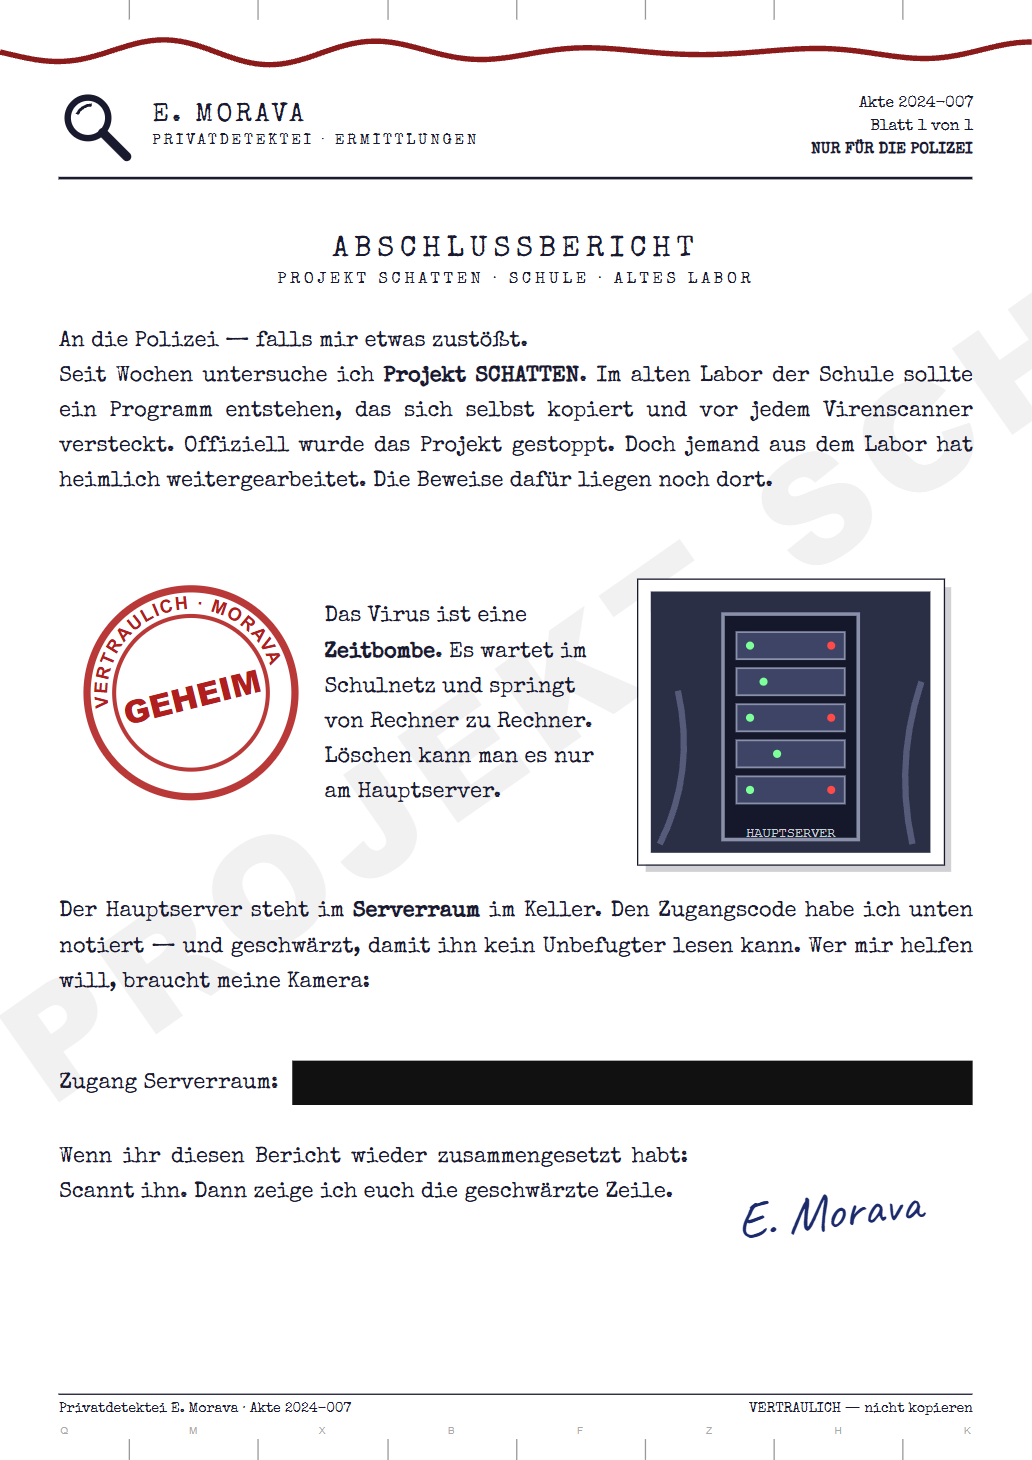 E. MORAVA
PRIVATDETEKTEI · ERMITTLUNGEN
Akte 2024-007
Blatt 1 von 1
NUR FÜR DIE POLIZEI
ABSCHLUSSBERICHT
PROJEKT SCHATTEN · SCHULE · ALTES LABOR
An die Polizei — falls mir etwas zustößt.
Seit Wochen untersuche ich Projekt SCHATTEN. Im alten Labor der Schule sollte
ein Programm entstehen, das sich selbst kopiert und vor jedem Virenscanner
versteckt. Offiziell wurde das Projekt gestoppt. Doch jemand aus dem Labor hat
heimlich weitergearbeitet. Die Beweise dafür liegen noch dort.
VERTRAULICH · MORAVA
GEHEIM
Das Virus ist eine
Zeitbombe. Es wartet im
Schulnetz und springt
von Rechner zu Rechner.
Löschen kann man es nur
am Hauptserver.
HAUPTSERVER
PROJEKT SCH
Der Hauptserver steht im Serverraum im Keller. Den Zugangscode habe ich unten
notiert — und geschwärzt, damit ihn kein Unbefugter lesen kann. Wer mir helfen
will, braucht meine Kamera:
Zugang Serverraum:
Wenn ihr diesen Bericht wieder zusammengesetzt habt:
Scannt ihn. Dann zeige ich euch die geschwärzte Zeile.
E. Morava
Privatdetektei E. Morava · Akte 2024-007
VERTRAULICH — nicht kopieren
Q M X B F Z H K